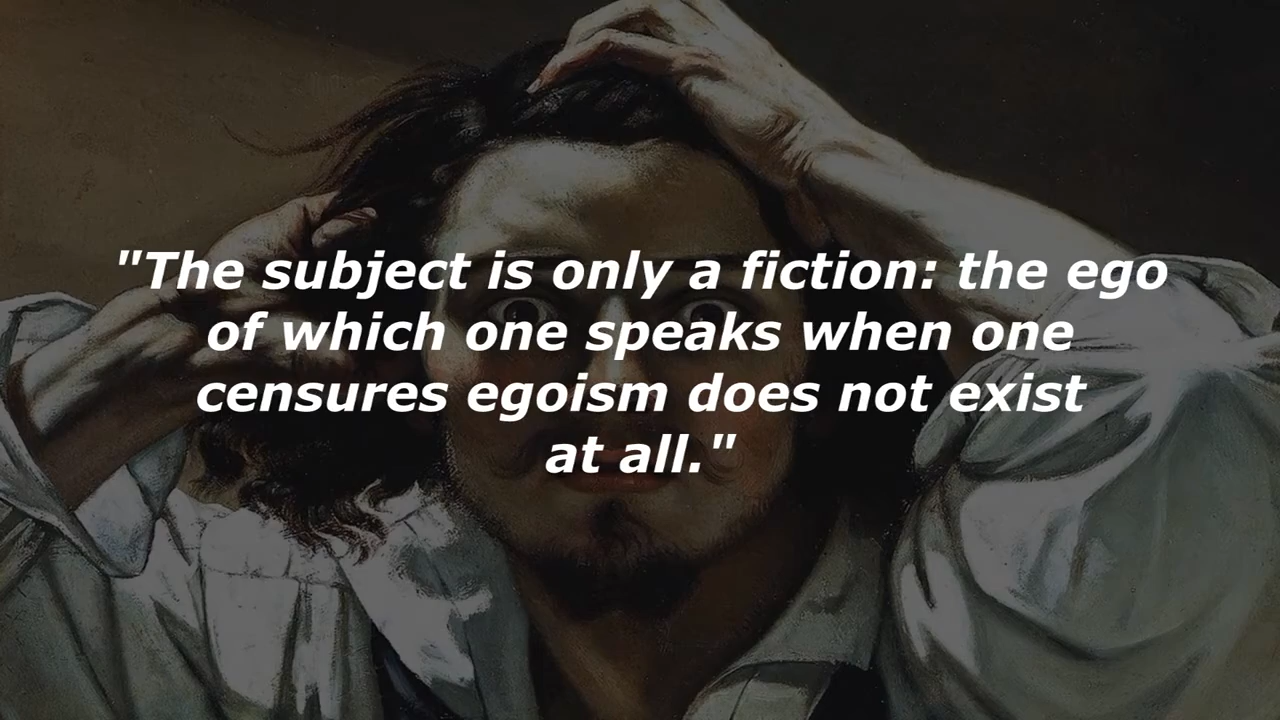 "The subject is only a fiction: the ego
of which one speaks when one
censures egoism does not exist
at all."